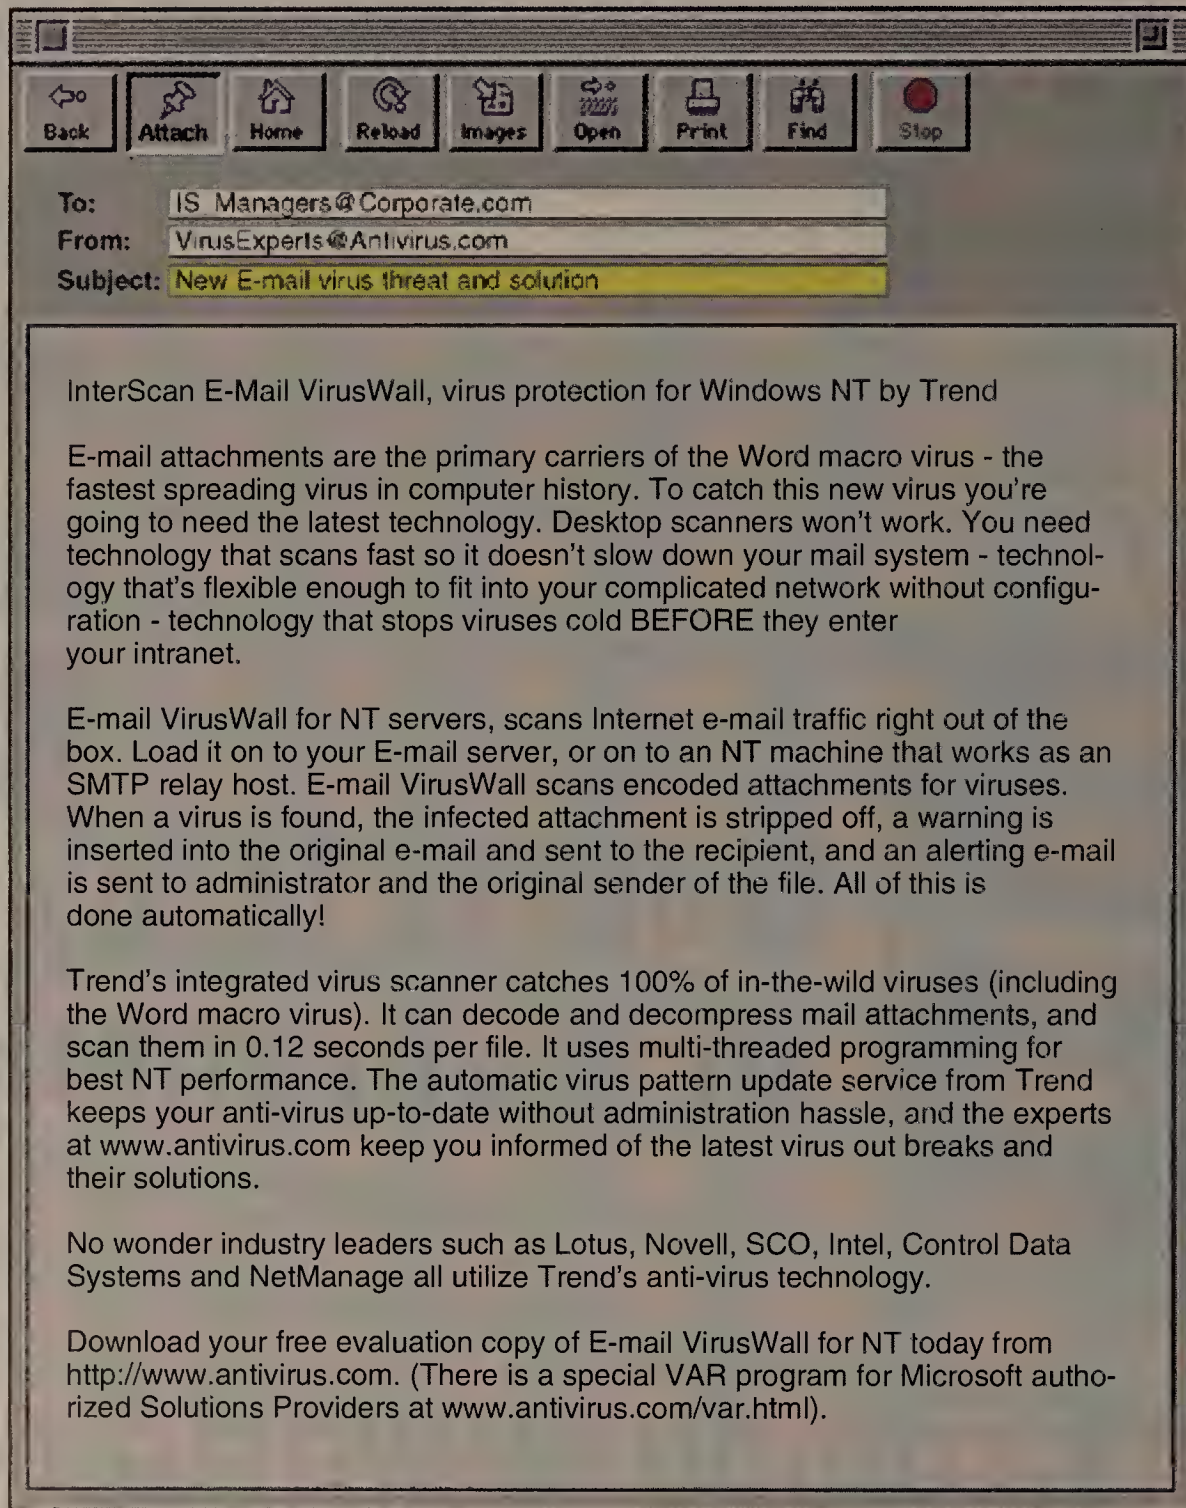 Back Attach Home Reload Images Open Print Find Stop
To: IS Managers@Corporate.com
From: VirusExperts@Antivirus.com
Subject: New E-mail virus threat and solution
InterScan E-Mail VirusWall, virus protection for Windows NT by Trend
E-mail attachments are the primary carriers of the Word macro virus - the
fastest spreading virus in computer history. To catch this new virus you're
going to need the latest technology. Desktop scanners won't work. You need
technology that scans fast so it doesn't slow down your mail system - technol-
ogy that's flexible enough to fit into your complicated network without configu-
ration - technology that stops viruses cold BEFORE they enter
your intranet.
E-mail VirusWall for NT servers, scans Internet e-mail traffic right out of the
box. Load it on to your E-mail server, or on to an NT machine that works as an
SMTP relay host. E-mail VirusWall scans encoded attachments for viruses.
When a virus is found, the infected attachment is stripped off, a warning is
inserted into the original e-mail and sent to the recipient, and an alerting e-mail
is sent to administrator and the original sender of the file. All of this is
done automatically!
Trend's integrated virus scanner catches 100% of in-the-wild viruses (including
the Word macro virus). It can decode and decompress mail attachments, and
scan them in 0.12 seconds per file. It uses multi-threaded programming for
best NT performance. The automatic virus pattern update service from Trend
keeps your anti-virus up-to-date without administration hassle, and the experts
at www.antivirus.com keep you informed of the latest virus out breaks and
their solutions.
No wonder industry leaders such as Lotus, Novell, SCO, Intel, Control Data
Systems and NetManage all utilize Trend's anti-virus technology.
Download your free evaluation copy of E-mail VirusWall for NT today from
http://www.antivirus.com. (There is a special VAR program for Microsoft autho-
rized Solutions Providers at www.antivirus.com/var.html).